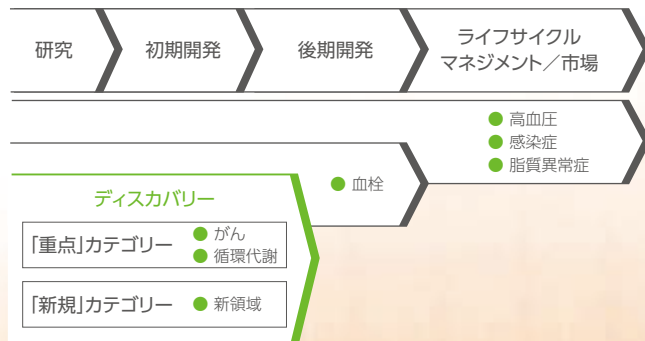 研究
初期開発
後期開発
ライフサイクル
マネジメント／市場
● 高血圧
● 感染症
● 脂質異常症
● 血栓
ディスカバリー
「重点」カテゴリー
● がん
● 循環代謝
「新規」カテゴリー
● 新領域